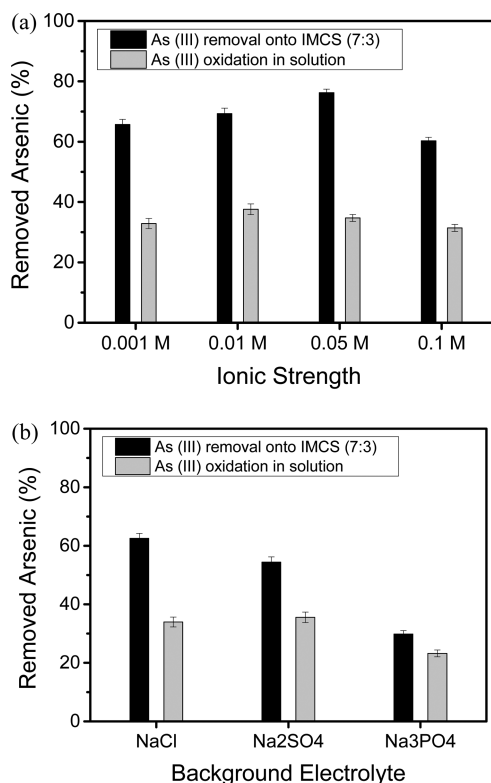 (a)
As (III) removal onto IMCS (7:3)
As (III) oxidation in solution
Removed Arsenic (%)
100
80
60
40
20
0
0.001 M 0.01 M 0.05 M 0.1 M
Ionic Strength
(b)
As (III) removal onto IMCS (7:3)
As (III) oxidation in solution
Removed Arsenic (%)
100
80
60
40
20
0
NaCl Na2SO4 Na3PO4
Background Electrolyte